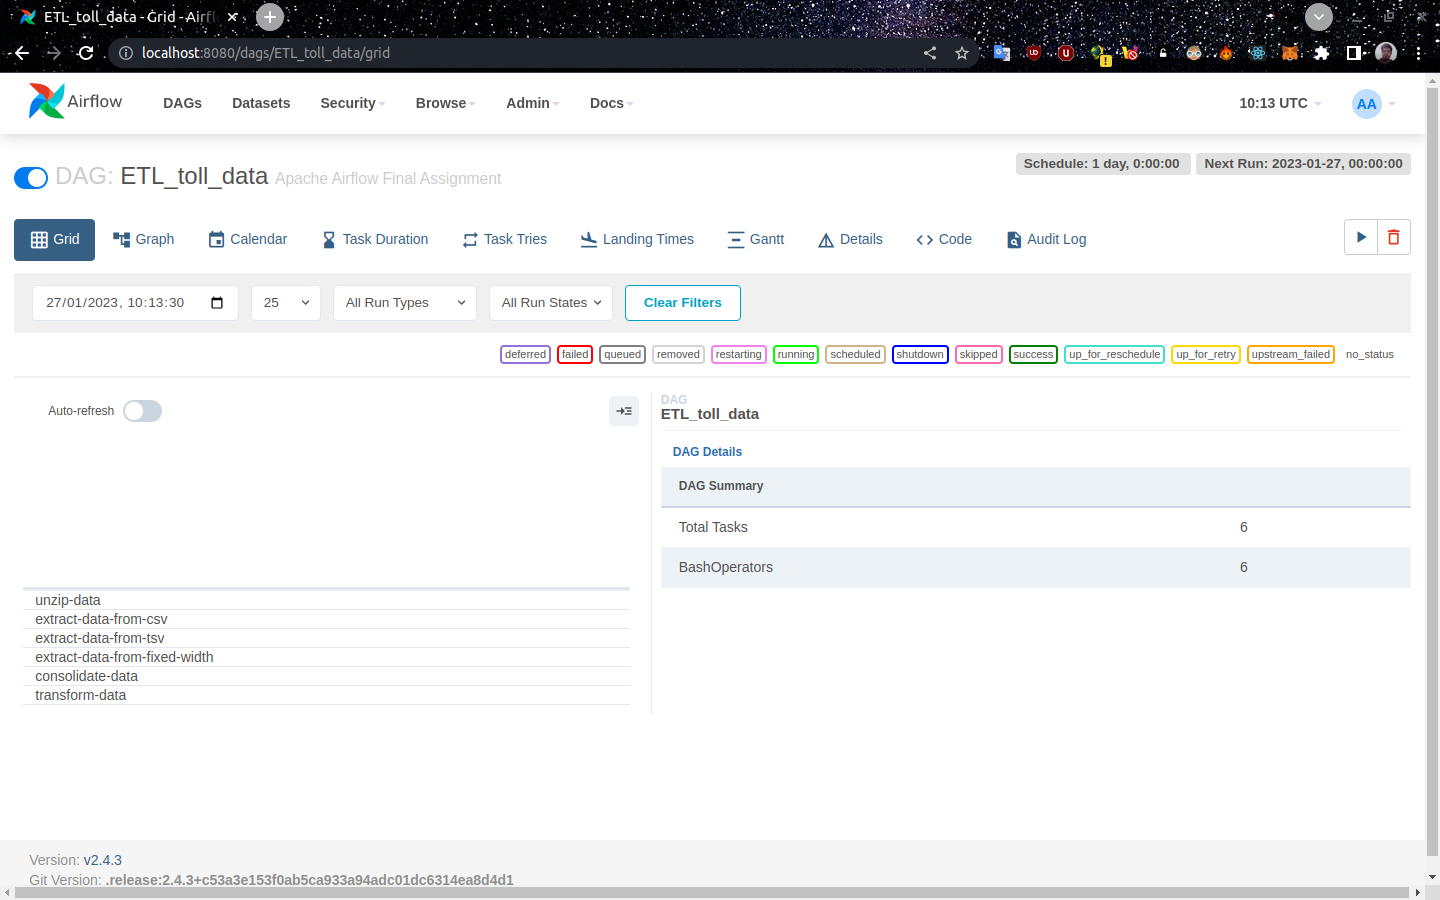 ETL_toll_data - Grid - Airfl
localhost:8080/dags/ETL_toll_data/grid
Airflow DAGs Datasets Security Browse Admin Docs 10:13 UTC AA
Schedule: 1 day, 0:00:00 Next Run: 2023-01-27, 00:00:00
DAG: ETL_toll_data Apache Airflow Final Assignment
Grid Graph Calendar Task Duration Task Tries Landing Times Gantt Details Code Audit Log
27/01/2023, 10:13:30 25 All Run Types All Run States Clear Filters
deferred failed queued removed restarting running scheduled shutdown skipped success up_for_reschedule up_for_retry upstream_failed no_status
Auto-refresh
DAG
ETL_toll_data
DAG Details
DAG Summary
Total Tasks 6
BashOperators 6
unzip-data
extract-data-from-csv
extract-data-from-tsv
extract-data-from-fixed-width
consolidate-data
transform-data
Version: v2.4.3
Git Version: .release:2.4.3+c53a3e153f0ab5ca933a94adc01dc6314ea8d4d1